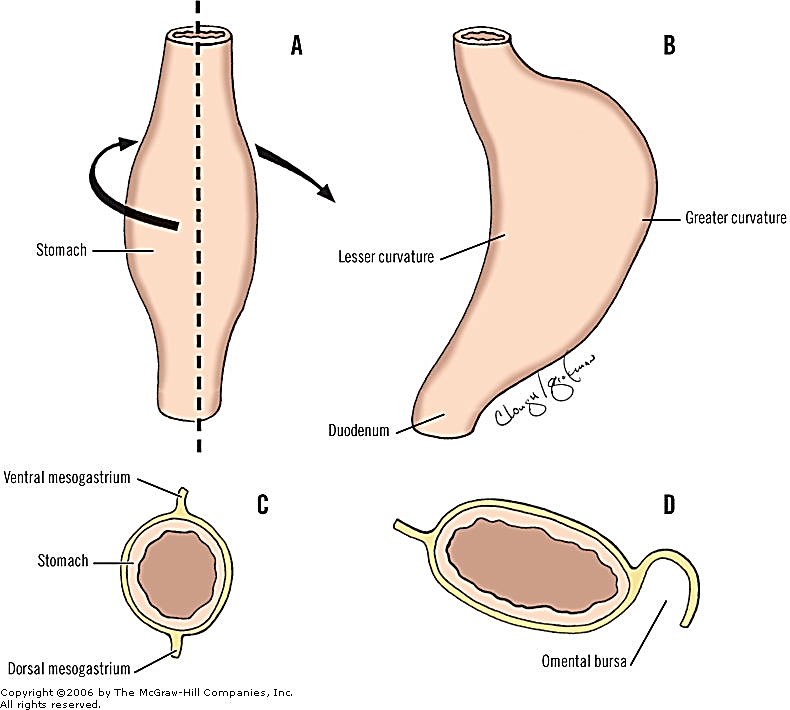 A
B
Stomach
Greater curvature
Lesser curvature
Duodenum
Ventral mesogastrium
C
D
Stomach
Dorsal mesogastrium
Omental bursa
Copyright ©2006 by The McGraw-Hill Companies, Inc.
All rights reserved.